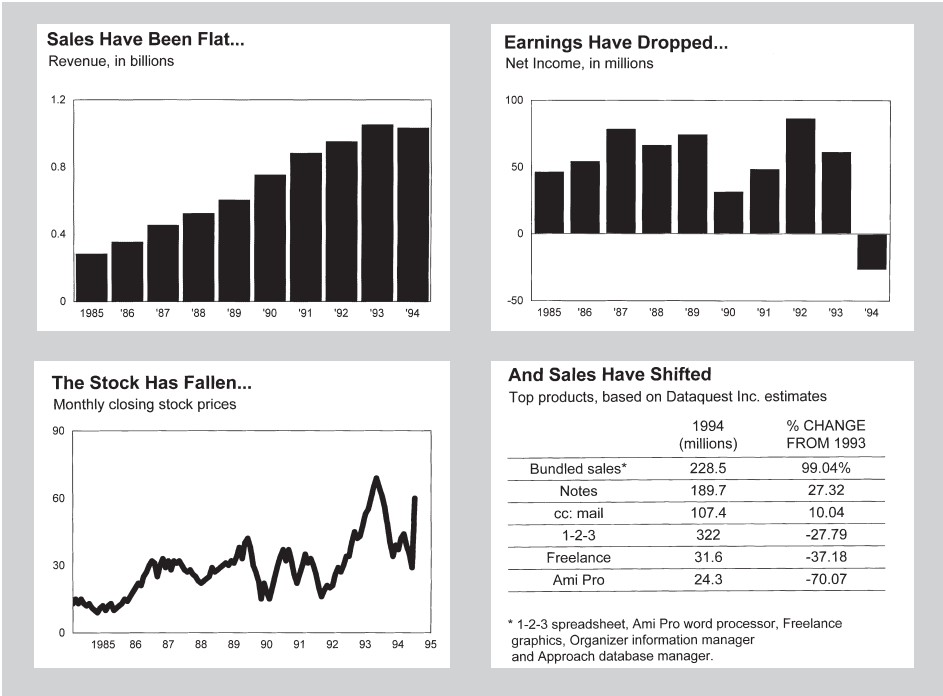 Sales Have Been Flat...
Revenue, in billions
1.2
0.8
0.4
0
1985 '86 '87 '88 '89 '90 '91 '92 '93 '94
Earnings Have Dropped...
Net Income, in millions
100
50
0
-50
1985 '86 '87 '88 '89 '90 '91 '92 '93 '94
The Stock Has Fallen...
Monthly closing stock prices
90
60
30
0
1985 86 87 88 89 90 91 92 93 94 95
And Sales Have Shifted
Top products, based on Dataquest Inc. estimates
1994 % CHANGE
(millions) FROM 1993
Bundled sales* 228.5 99.04%
Notes 189.7 27.32
cc: mail 107.4 10.04
1-2-3 322 -27.79
Freelance 31.6 -37.18
Ami Pro 24.3 -70.07
* 1-2-3 spreadsheet, Ami Pro word processor, Freelance
graphics, Organizer information manager
and Approach database manager.